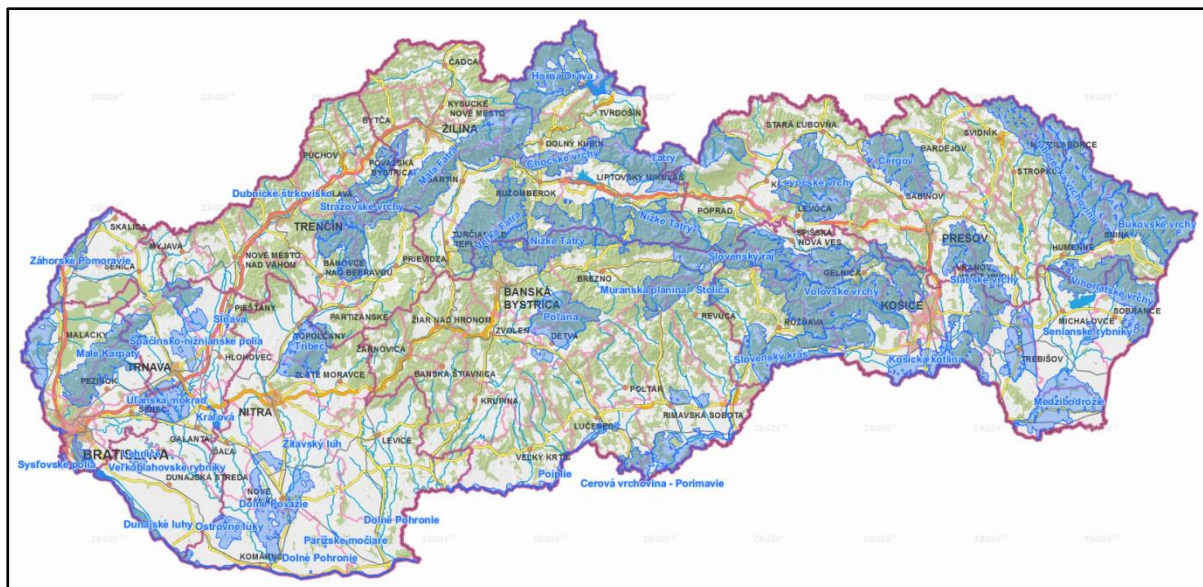 ČADCA
Horná Orava
KYSUCKÉ
NOVÉ MESTO
TVRDOŠÍN
BYTČA
ŽILINA
STARÁ ĽUBOVŇA
SVIDNÍK
BARDEJOV
PÚCHOV
POVAŽSKÁ
BYSTRICA
Malá Fatra
MARTIN
DOLNÝ KUBÍN
Chočské vrchy
Tatry
LIPTOVSKÝ MIKULÁŠ
Čergov
STROPKOV
Dubnické štrkovisko
Strážovské vrchy
RUŽOMBEROK
Levočské vrchy
LEVOČA
SABINOV
SKALICA
TRENČÍN
Nízke Tatry
Nízke Tatry
POPRAD
SPIŠSKÁ
NOVÁ VES
PREŠOV
HUMENNÉ
SNINA
Bukovské vrchy
MYJAVA
SENICA
Záhorské Pomoravie
NOVÉ MESTO
NAD VÁHOM
BÁNOVCE
NAD BEBRAVOU
PRIEVIDZA
TURČIANSKE
TEPLICE
Veľká Fatra
Slovenský raj
GELNICA
VRANOV
Slanské vrchy
Vihorlatské vrchy
SOBRANCE
PIEŠŤANY
PARTIZÁNSKE
BANSKÁ
BYSTRICA
BREZNO
Muránska planina - Stolica
Volovské vrchy
KOŠICE
MICHALOVCE
Senianske rybníky
MALACKY
Sĺňava
Špačinsko-nižnianske polia
TOPOĽČANY
Tribeč
ŽIAR NAD HRONOM
ZVOLEN
Poľana
DETVA
REVÚCA
ROŽŇAVA
Malé Karpaty
TRNAVA
HLOHOVEC
ŽARNOVICA
Slovenský kras
Košická kotlina
TREBIŠOV
PEZINOK
ZLATÉ MORAVCE
BANSKÁ ŠTIAVNICA
POLTÁR
Medzibodrožie
Úľanská mokraď
SENEC
Kráľová
NITRA
KRUPINA
RIMAVSKÁ SOBOTA
LUČENEC
GALANTA
ŠAĽA
Žitavský luh
LEVICE
BRATISLAVA
Lehnice
Sysľovské polia
Veľkoblahovské rybníky
DUNAJSKÁ STREDA
VEĽKÝ KRTÍŠ
Poiplie
Cerová vrchovina - Porimavie
NOVÉ
Dolné Považie
Dunajské luhy
Ostrovné lúky
Dolné Pohronie
Parížske močiare
KOMÁRNO
Dolné Pohronie